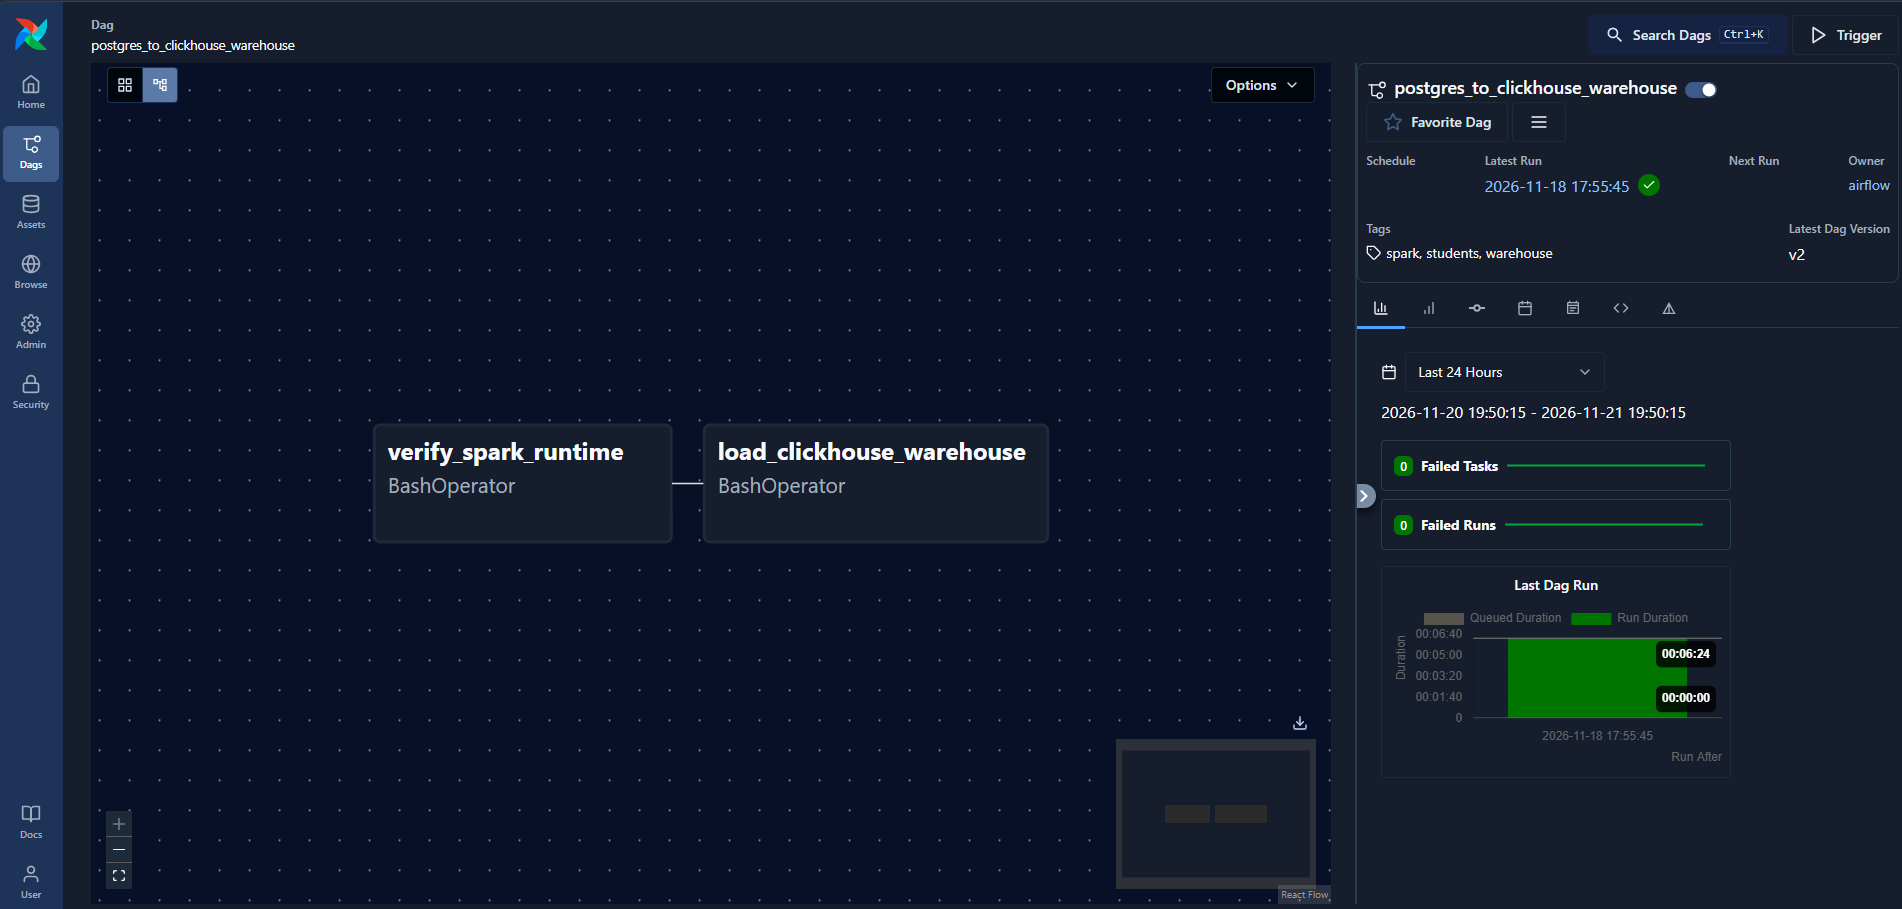 Dag
postgres_to_clickhouse_warehouse
Search Dags Ctrl+K
Trigger
Home
Dags
Assets
Browse
Admin
Security
Docs
User
Options
verify_spark_runtime
BashOperator
load_clickhouse_warehouse
BashOperator
React Flow
postgres_to_clickhouse_warehouse
Favorite Dag
Schedule Latest Run Next Run Owner
2026-11-18 17:55:45 airflow
Tags Latest Dag Version
spark, students, warehouse v2
Last 24 Hours
2026-11-20 19:50:15 - 2026-11-21 19:50:15
0 Failed Tasks
0 Failed Runs
Last Dag Run
Queued Duration Run Duration
Duration
00:06:40
00:05:00
00:03:20
00:01:40
0
00:06:24
00:00:00
2026-11-18 17:55:45
Run After